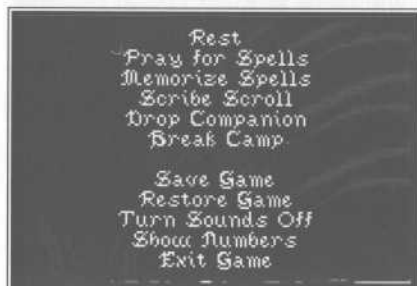 Rest
Pray for Spells
Memorize Spells
Scribe Scroll
Drop Companion
Break Camp
Save Game
Restore Game
Turn Sounds Off
Show Numbers
Exit Game